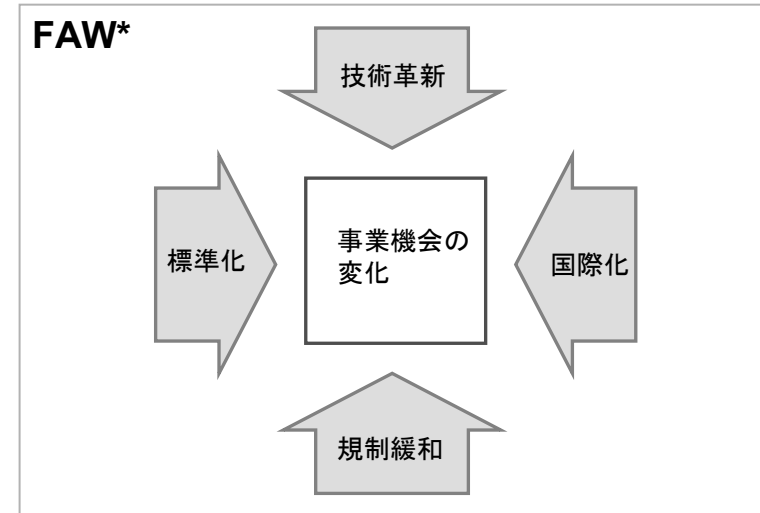 FAW*
技術革新
標準化
事業機会の
変化
国際化
規制緩和